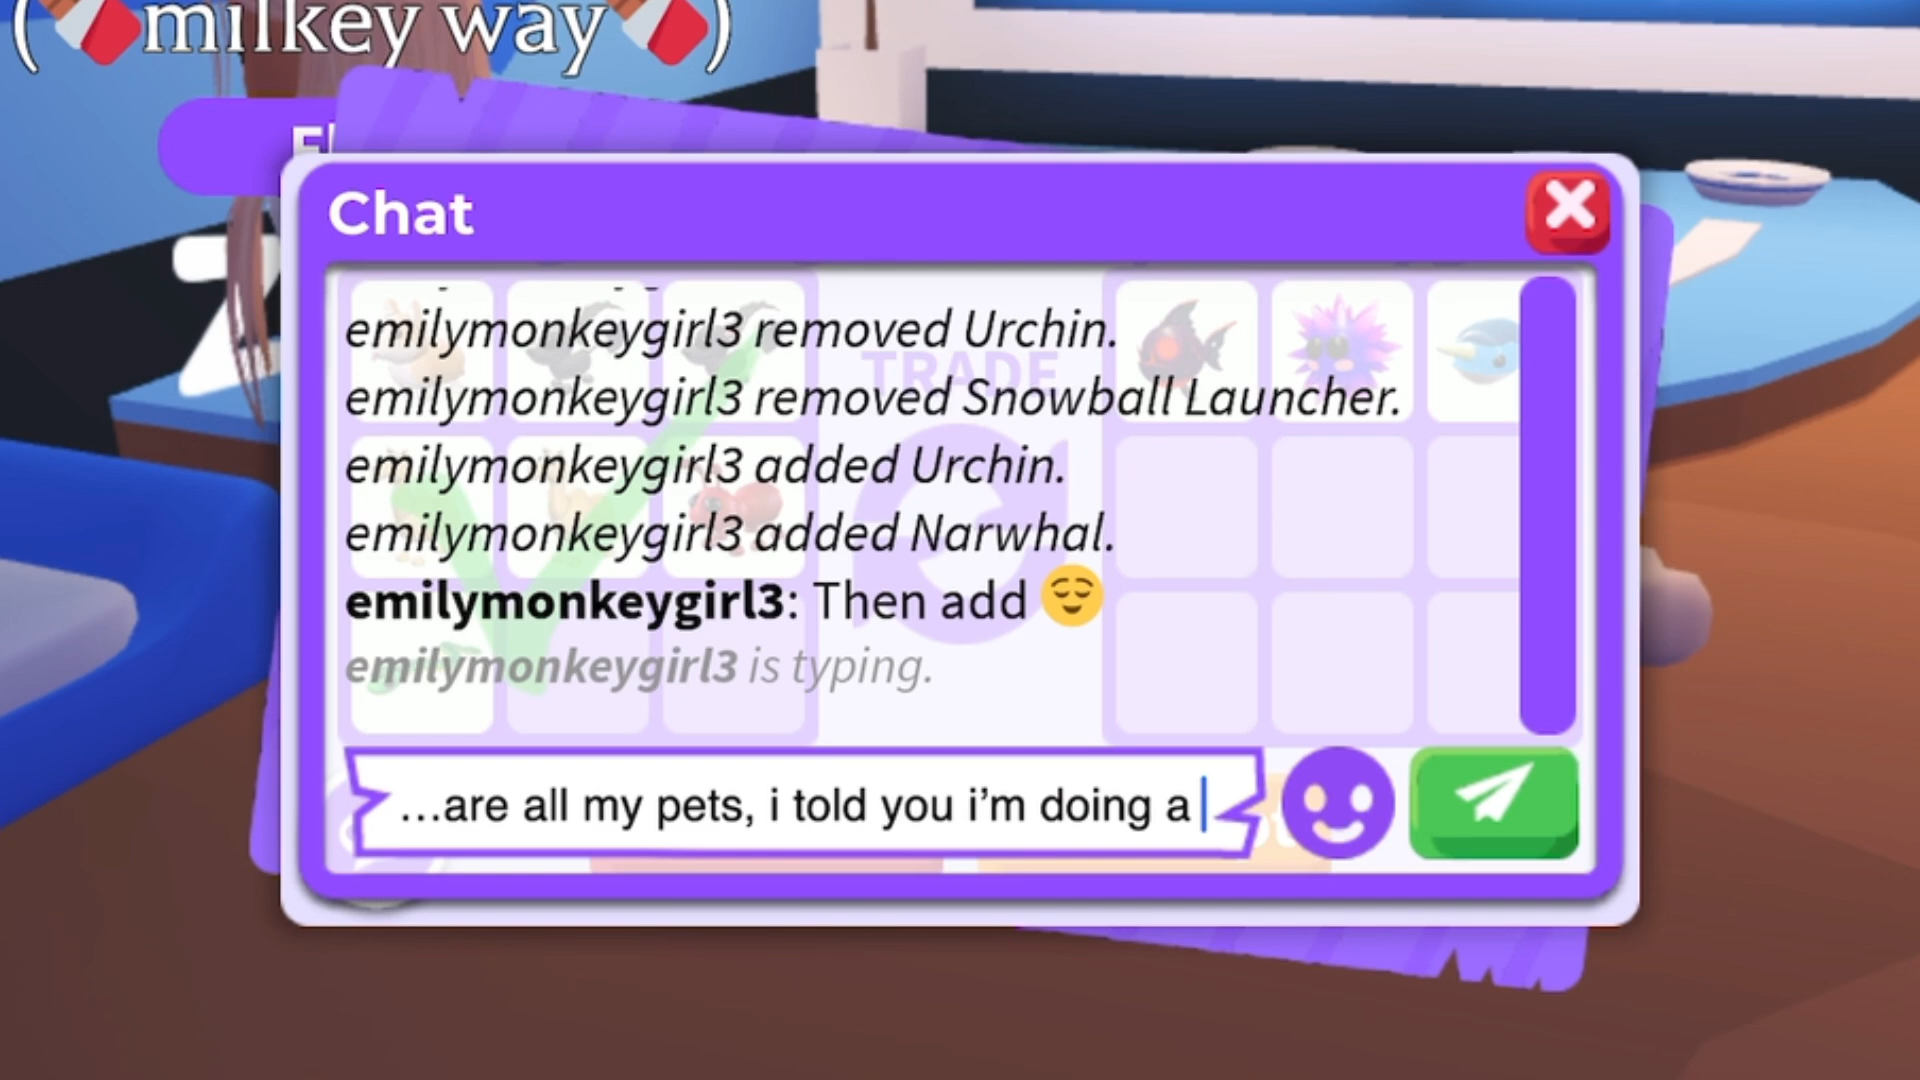 (🍫milkey way🍫)
Chat
emilymonkeygirl3 removed Urchin.
TRADE
emilymonkeygirl3 removed Snowball Launcher.
emilymonkeygirl3 added Urchin.
emilymonkeygirl3 added Narwhal.
emilymonkeygirl3: Then add 😌
emilymonkeygirl3 is typing.
...are all my pets, i told you i'm doing a